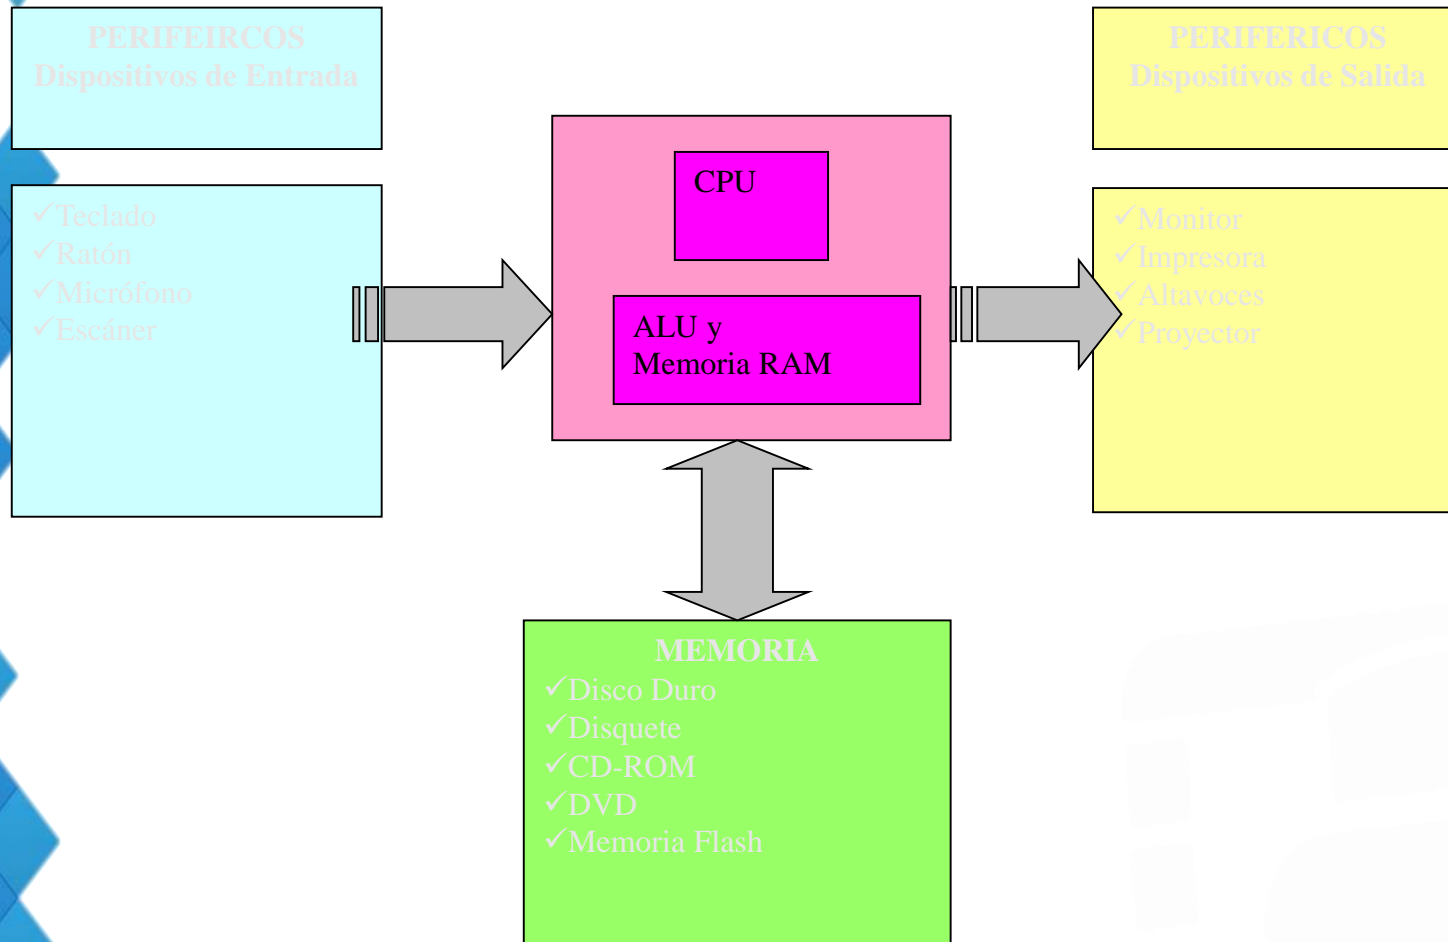 PERIFEIRCOS
Dispositivos de Entrada
✓Teclado
✓Ratón
✓Micrófono
✓Escáner
CPU
ALU y
Memoria RAM
PERIFERICOS
Dispositivos de Salida
✓Monitor
✓Impresora
✓Altavoces
✓Proyector
MEMORIA
✓Disco Duro
✓Disquete
✓CD-ROM
✓DVD
✓Memoria Flash